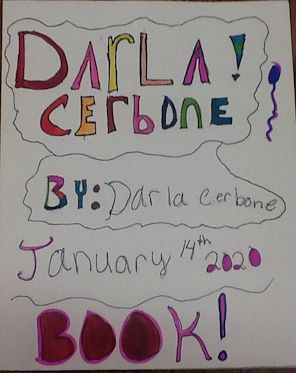 DARLA!
CERBONE
BY: Darla Cerbone
January 14th 2020
BOOK!